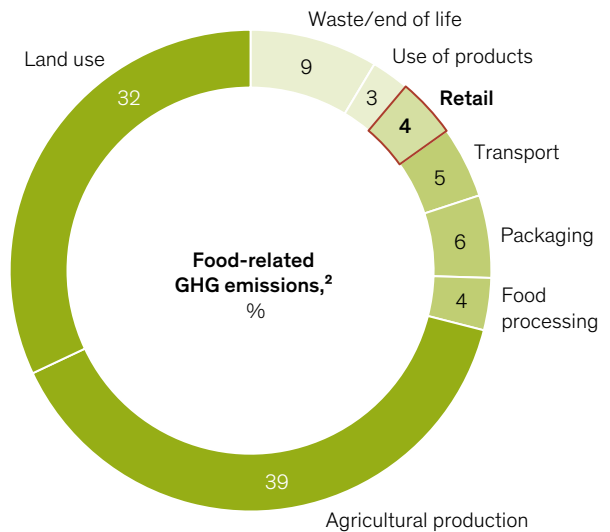 Waste/end of life
9
Use of products
3
Retail
4
Transport
5
Packaging
6
Food
processing
4
Agricultural production
39
Land use
32
Food-related
GHG emissions,²
%